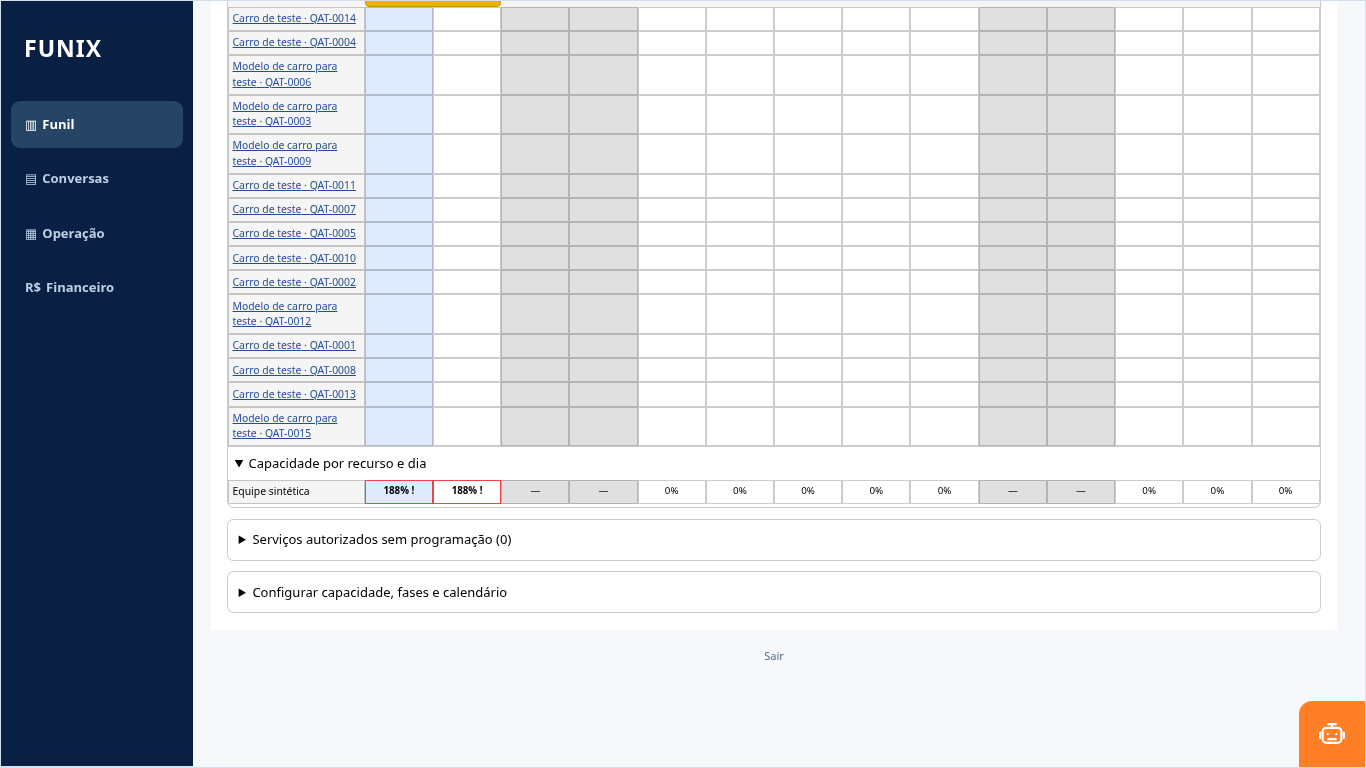 FUNIX
Funil
Conversas
Operação
R$ Financeiro
Carro de teste · QAT-0014
Carro de teste · QAT-0004
Modelo de carro para
teste · QAT-0006
Modelo de carro para
teste · QAT-0003
Modelo de carro para
teste · QAT-0009
Carro de teste · QAT-0011
Carro de teste · QAT-0007
Carro de teste · QAT-0005
Carro de teste · QAT-0010
Carro de teste · QAT-0002
Modelo de carro para
teste · QAT-0012
Carro de teste · QAT-0001
Carro de teste · QAT-0008
Carro de teste · QAT-0013
Modelo de carro para
teste · QAT-0015
▼ Capacidade por recurso e dia
Equipe sintética 188% ! 188% ! — — 0% 0% 0% 0% 0% — — 0% 0% 0%
▶ Serviços autorizados sem programação (0)
▶ Configurar capacidade, fases e calendário
Sair